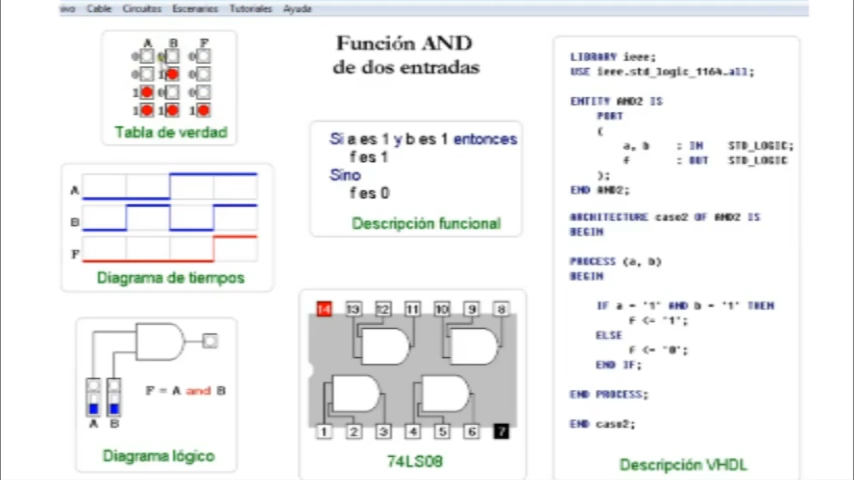 ivo Cable Circuitos Escenarios Tutoriales Ayuda
Función AND
de dos entradas
A B F
0 0 0
0 1 0
1 0
1 1 1
Tabla de verdad
A
B
F
Diagrama de tiempos
F = A and B
A B
Diagrama lógico
Si a es 1 y b es 1 entonces
f es 1
Sino
f es 0
Descripción funcional
14 13 12 11 10 9 8
1 2 3 4 5 6 7
74LS08
LIBRARY ieee;
USE ieee.std_logic_1164.all;
ENTITY AND2 IS
PORT
(
a, b : IN STD_LOGIC;
f : OUT STD_LOGIC
);
END AND2;
ARCHITECTURE caso2 OF AND2 IS
BEGIN
PROCESS (a, b)
BEGIN
IF a = '1' AND b = '1' THEN
f <= '1';
ELSE
f <= '0';
END IF;
END PROCESS;
END caso2;
Descripción VHDL